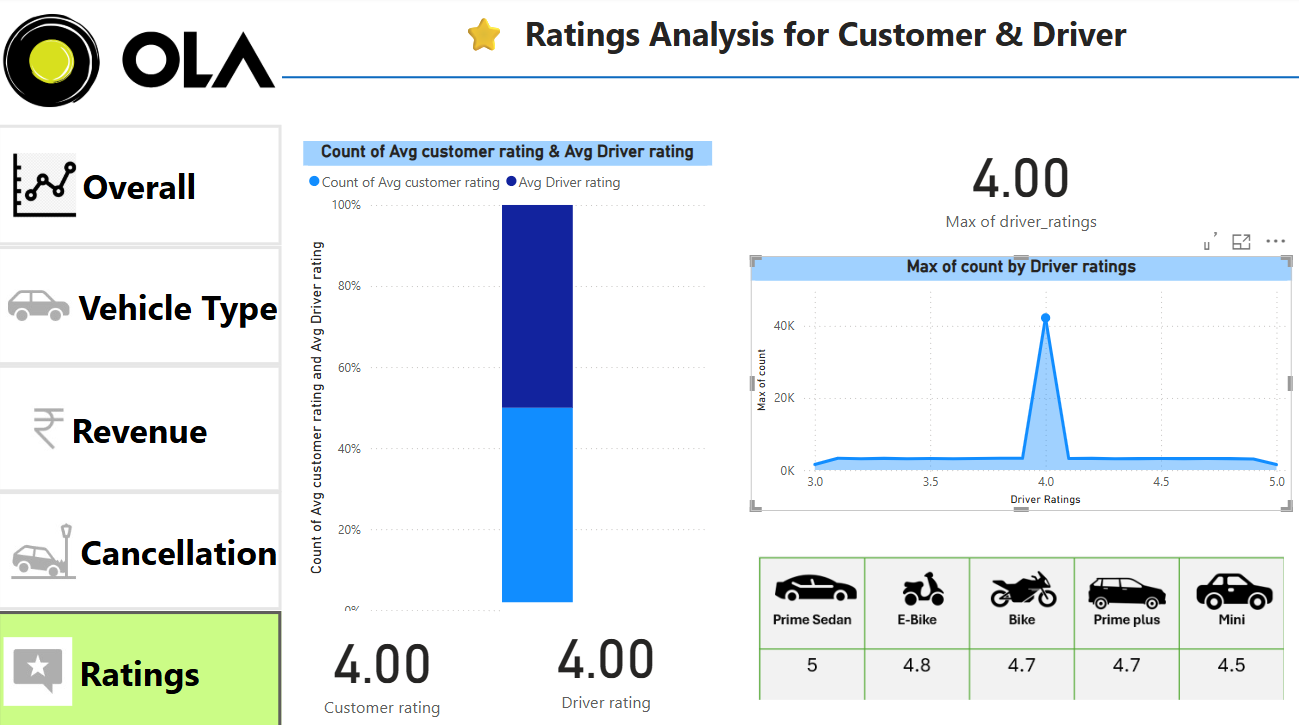 OLA
⭐ Ratings Analysis for Customer & Driver
Overall
Vehicle Type
Revenue
Cancellation
Ratings
Count of Avg customer rating & Avg Driver rating
Count of Avg customer rating Avg Driver rating
Count of Avg customer rating and Avg Driver rating
100%
80%
60%
40%
20%
0%
4.00
Customer rating
4.00
Driver rating
4.00
Max of driver_ratings
Max of count by Driver ratings
Max of count
40K
20K
0K
3.0 3.5 4.0 4.5 5.0
Driver Ratings
Prime Sedan E-Bike Bike Prime plus Mini
5 4.8 4.7 4.7 4.5